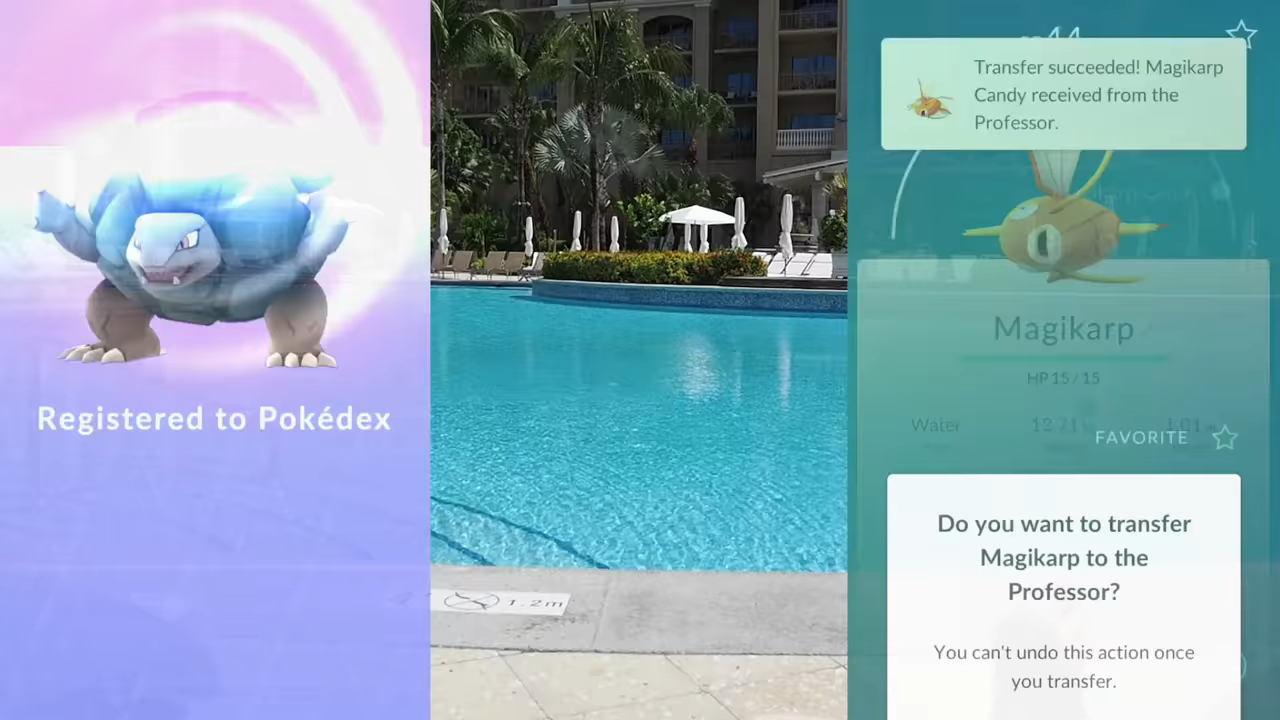 Registered to Pokédex
1.2m
Transfer succeeded! Magikarp
Candy received from the
Professor.
Magikarp
HP 15 / 15
Water
FAVORITE
Do you want to transfer
Magikarp to the
Professor?
You can't undo this action once
you transfer.